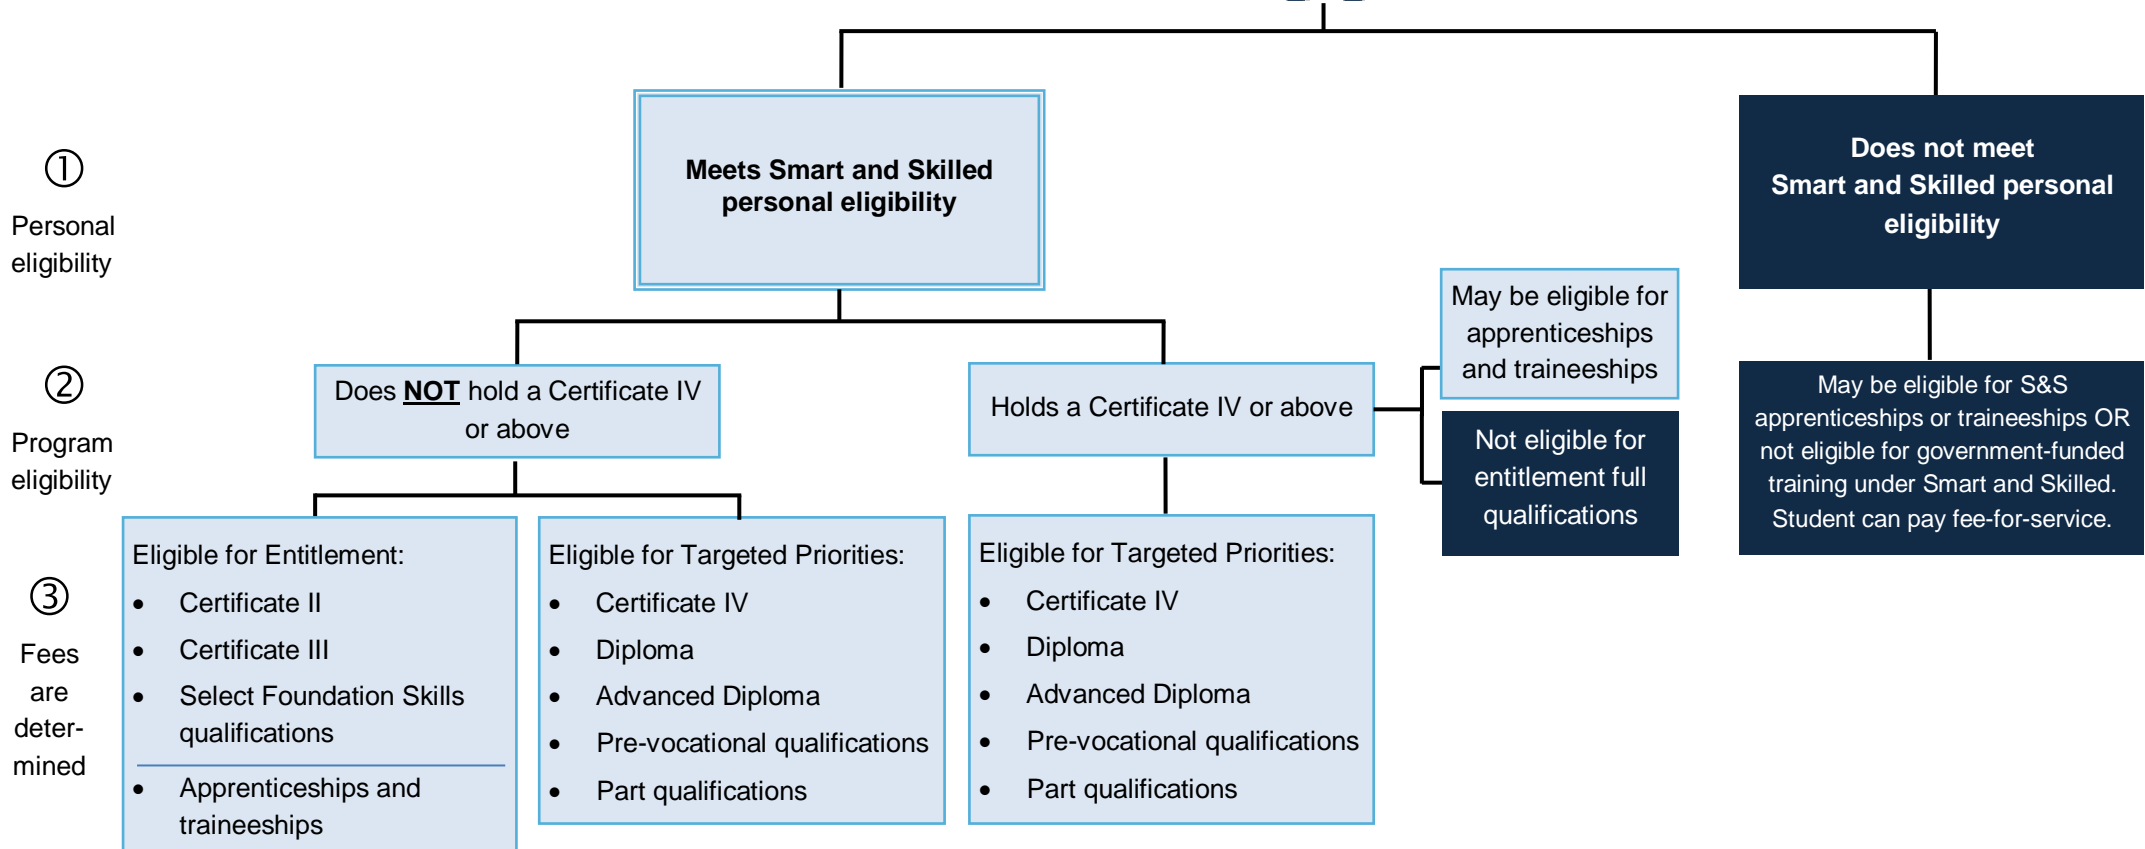 ①
Personal
eligibility
Meets Smart and Skilled
personal eligibility
Does not meet
Smart and Skilled personal
eligibility
②
Program
eligibility
Does NOT hold a Certificate IV
or above
Holds a Certificate IV or above
May be eligible for
apprenticeships
and traineeships
Not eligible for
entitlement full
qualifications
May be eligible for S&S
apprenticeships or traineeships OR
not eligible for government-funded
training under Smart and Skilled.
Student can pay fee-for-service.
③
Fees
are
deter-
mined
Eligible for Entitlement:
• Certificate II
• Certificate III
• Select Foundation Skills
qualifications
• Apprenticeships and
traineeships
Eligible for Targeted Priorities:
• Certificate IV
• Diploma
• Advanced Diploma
• Pre-vocational qualifications
• Part qualifications
Eligible for Targeted Priorities:
• Certificate IV
• Diploma
• Advanced Diploma
• Pre-vocational qualifications
• Part qualifications